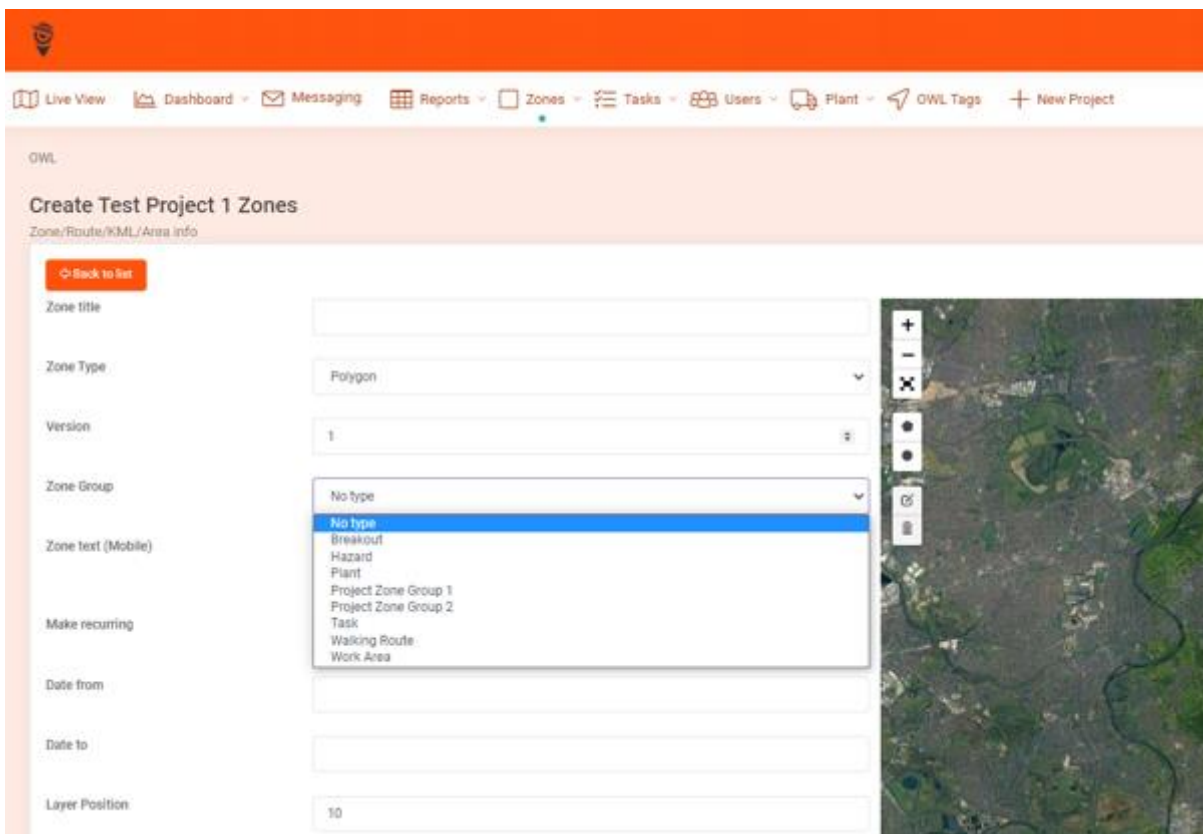 Live View Dashboard Messaging Reports Zones Tasks Users Plant OWL Tags New Project
OWL
Create Test Project 1 Zones
Zone/Route/KML/Area info
Back to list
Zone title
Zone Type Polygon
Version 1
Zone Group No type
No type
Breakout
Hazard
Plant
Project Zone Group 1
Project Zone Group 2
Task
Walking Route
Work Area
Zone text (Mobile)
Make recurring
Date from
Date to
Layer Position 10